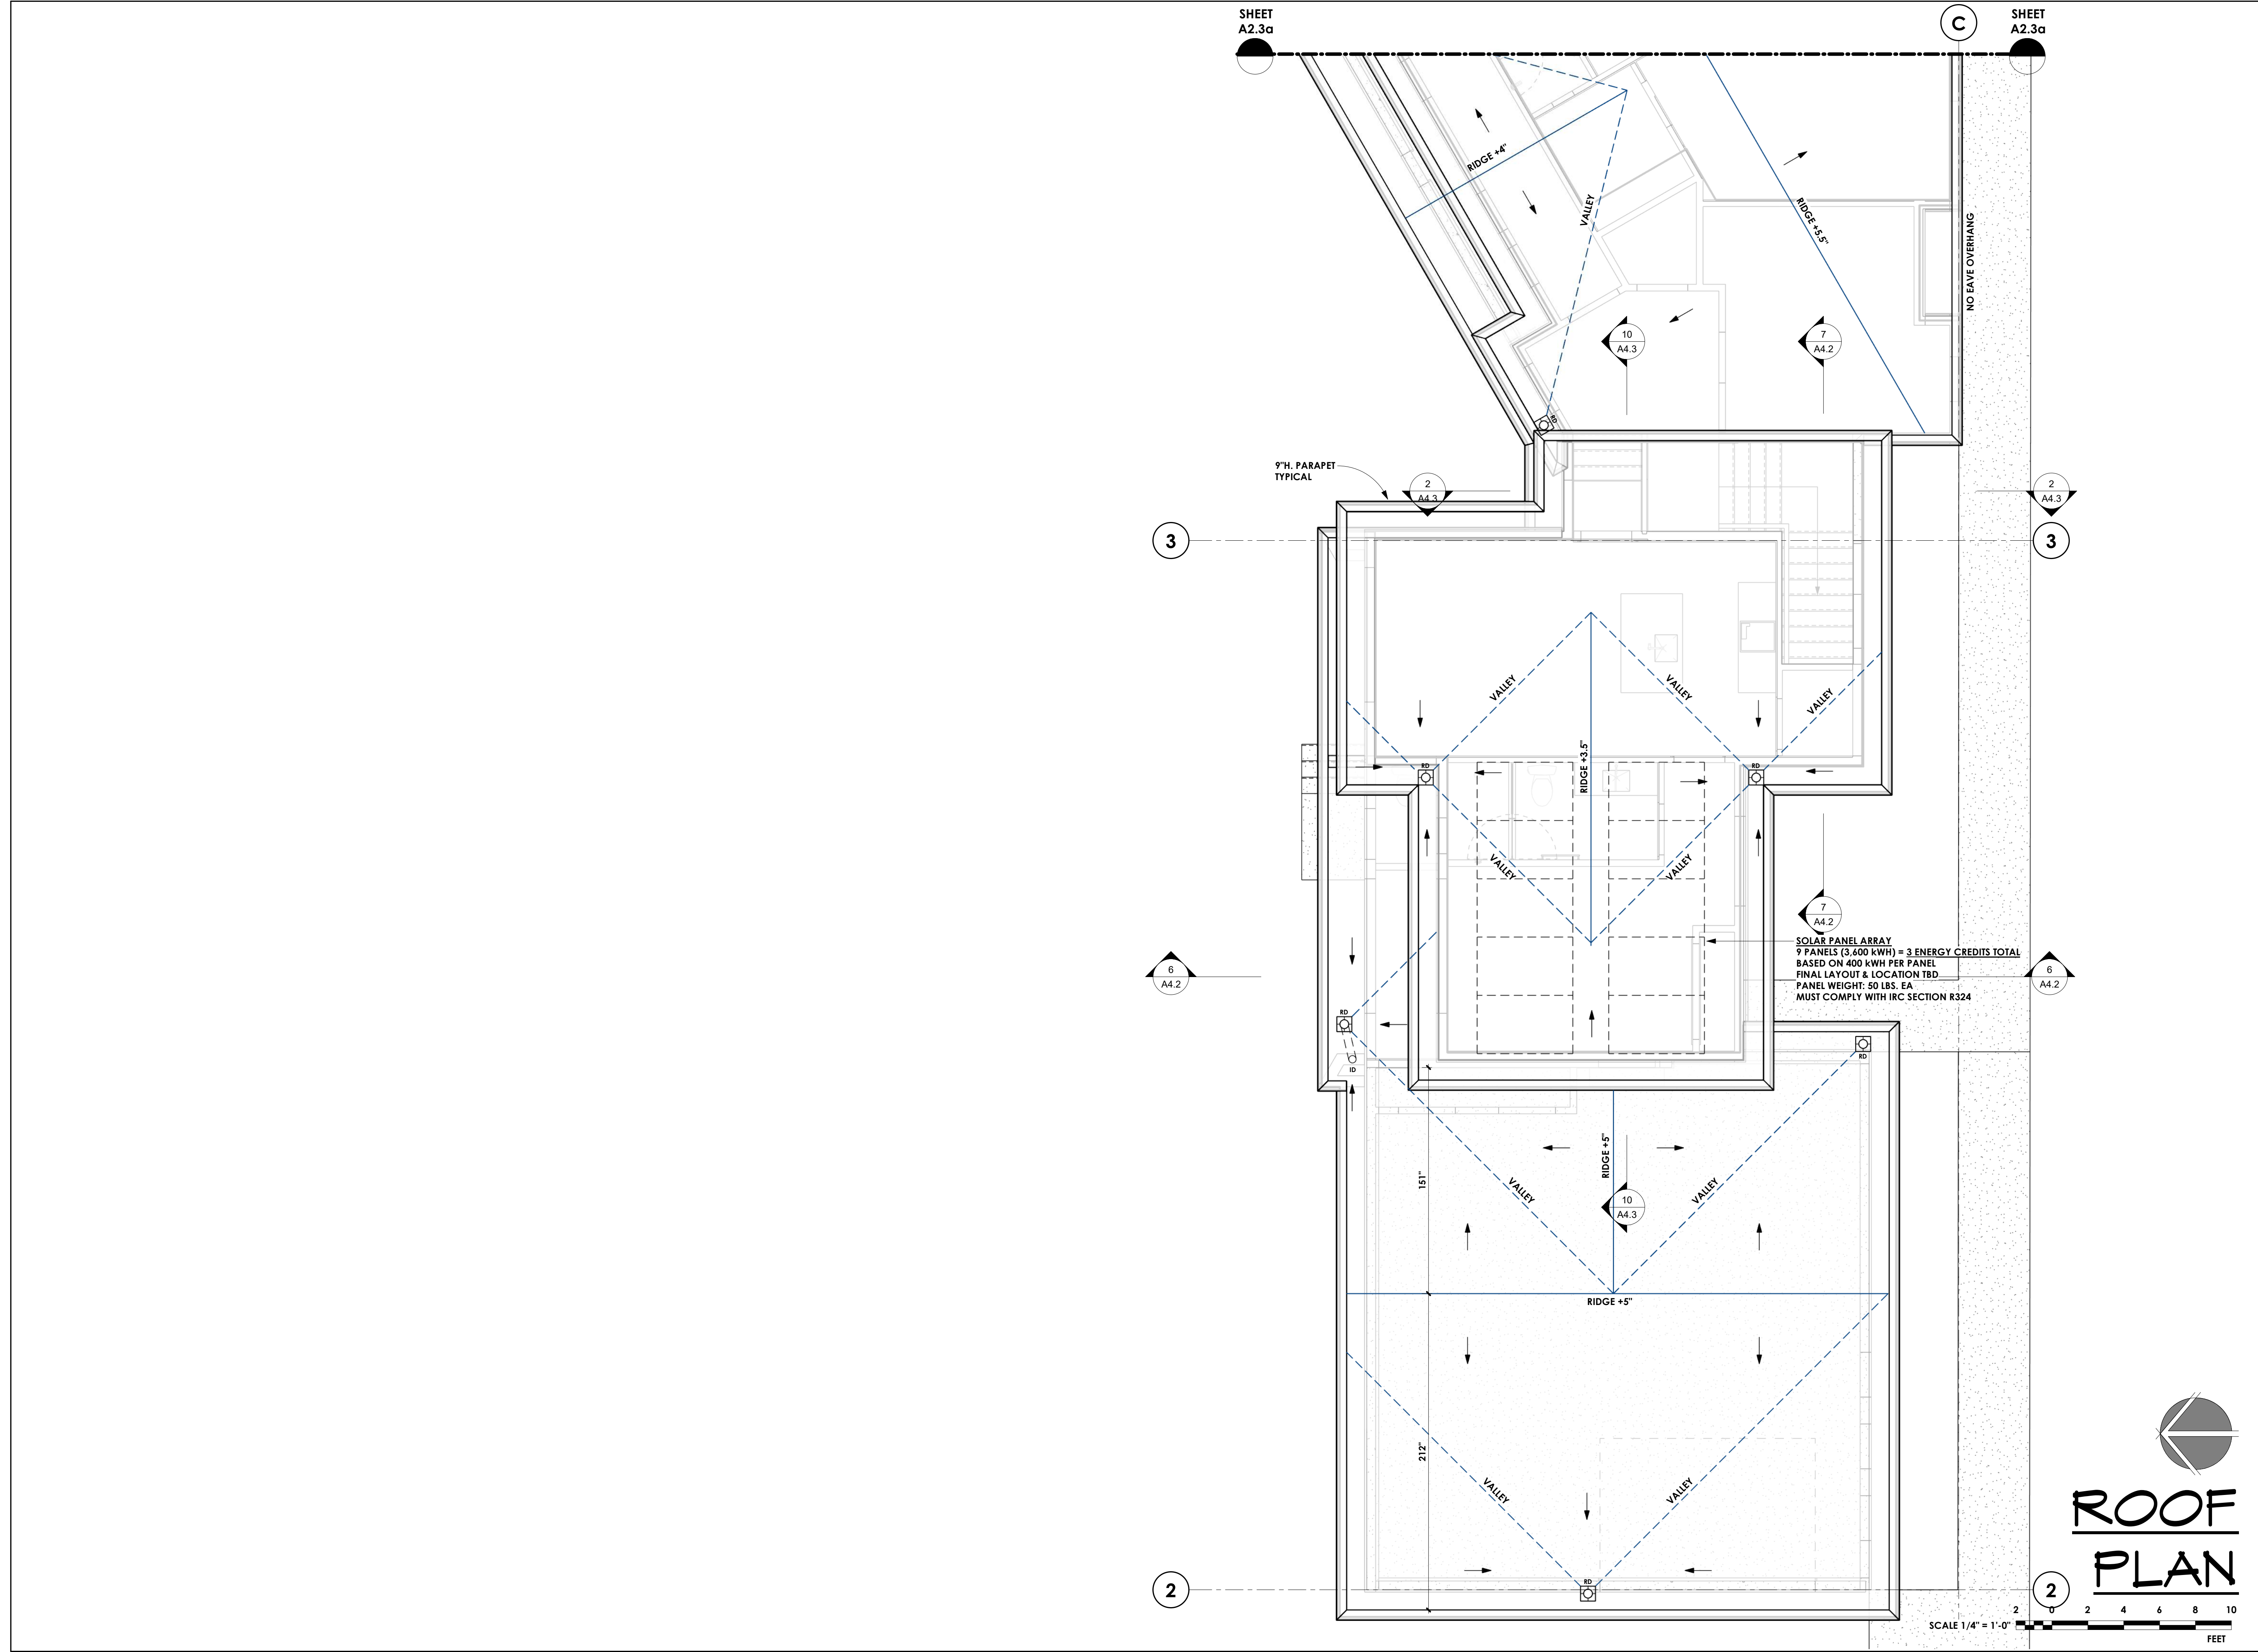 SHEET
A2.3a
C
SHEET
A2.3a
RIDGE +4"
VALLEY
RIDGE +5.5"
NO EAVE OVERHANG
10
A4.3
7
A4.2
RD
9"H. PARAPET
TYPICAL
2
A4.3
2
A4.3
3
3
VALLEY
VALLEY
VALLEY
RIDGE +3.5"
RD
RD
VALLEY
VALLEY
7
A4.2
SOLAR PANEL ARRAY
9 PANELS (3,600 kWH) = 3 ENERGY CREDITS TOTAL
BASED ON 400 kWH PER PANEL
FINAL LAYOUT & LOCATION TBD
PANEL WEIGHT: 50 LBS. EA
MUST COMPLY WITH IRC SECTION R324
6
A4.2
6
A4.2
RD
ID
RD
RIDGE +5"
151"
VALLEY
VALLEY
10
A4.3
RIDGE +5"
212"
VALLEY
VALLEY
RD
2
2
ROOF
PLAN
2 0 2 4 6 8 10
SCALE 1/4" = 1'-0"
FEET